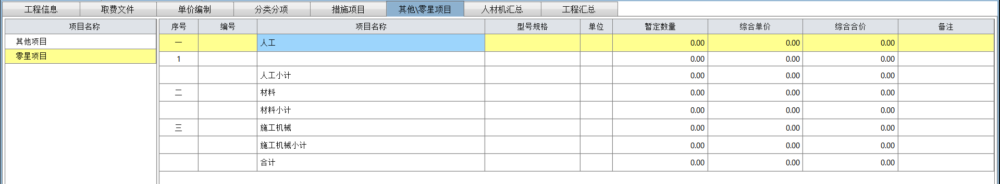 工程信息 取费文件 单价编制 分类分项 措施项目 其他\零星项目 人材机汇总 工程汇总
项目名称 序号 编号 项目名称 型号规格 单位 暂定数量 综合单价 综合合价 备注
其他项目 一 人工 0.00 0.00 0.00
零星项目 1 0.00 0.00 0.00
人工小计 0.00 0.00 0.00
二 材料 0.00 0.00 0.00
材料小计 0.00 0.00 0.00
三 施工机械 0.00 0.00 0.00
施工机械小计 0.00 0.00 0.00
合计 0.00 0.00 0.00